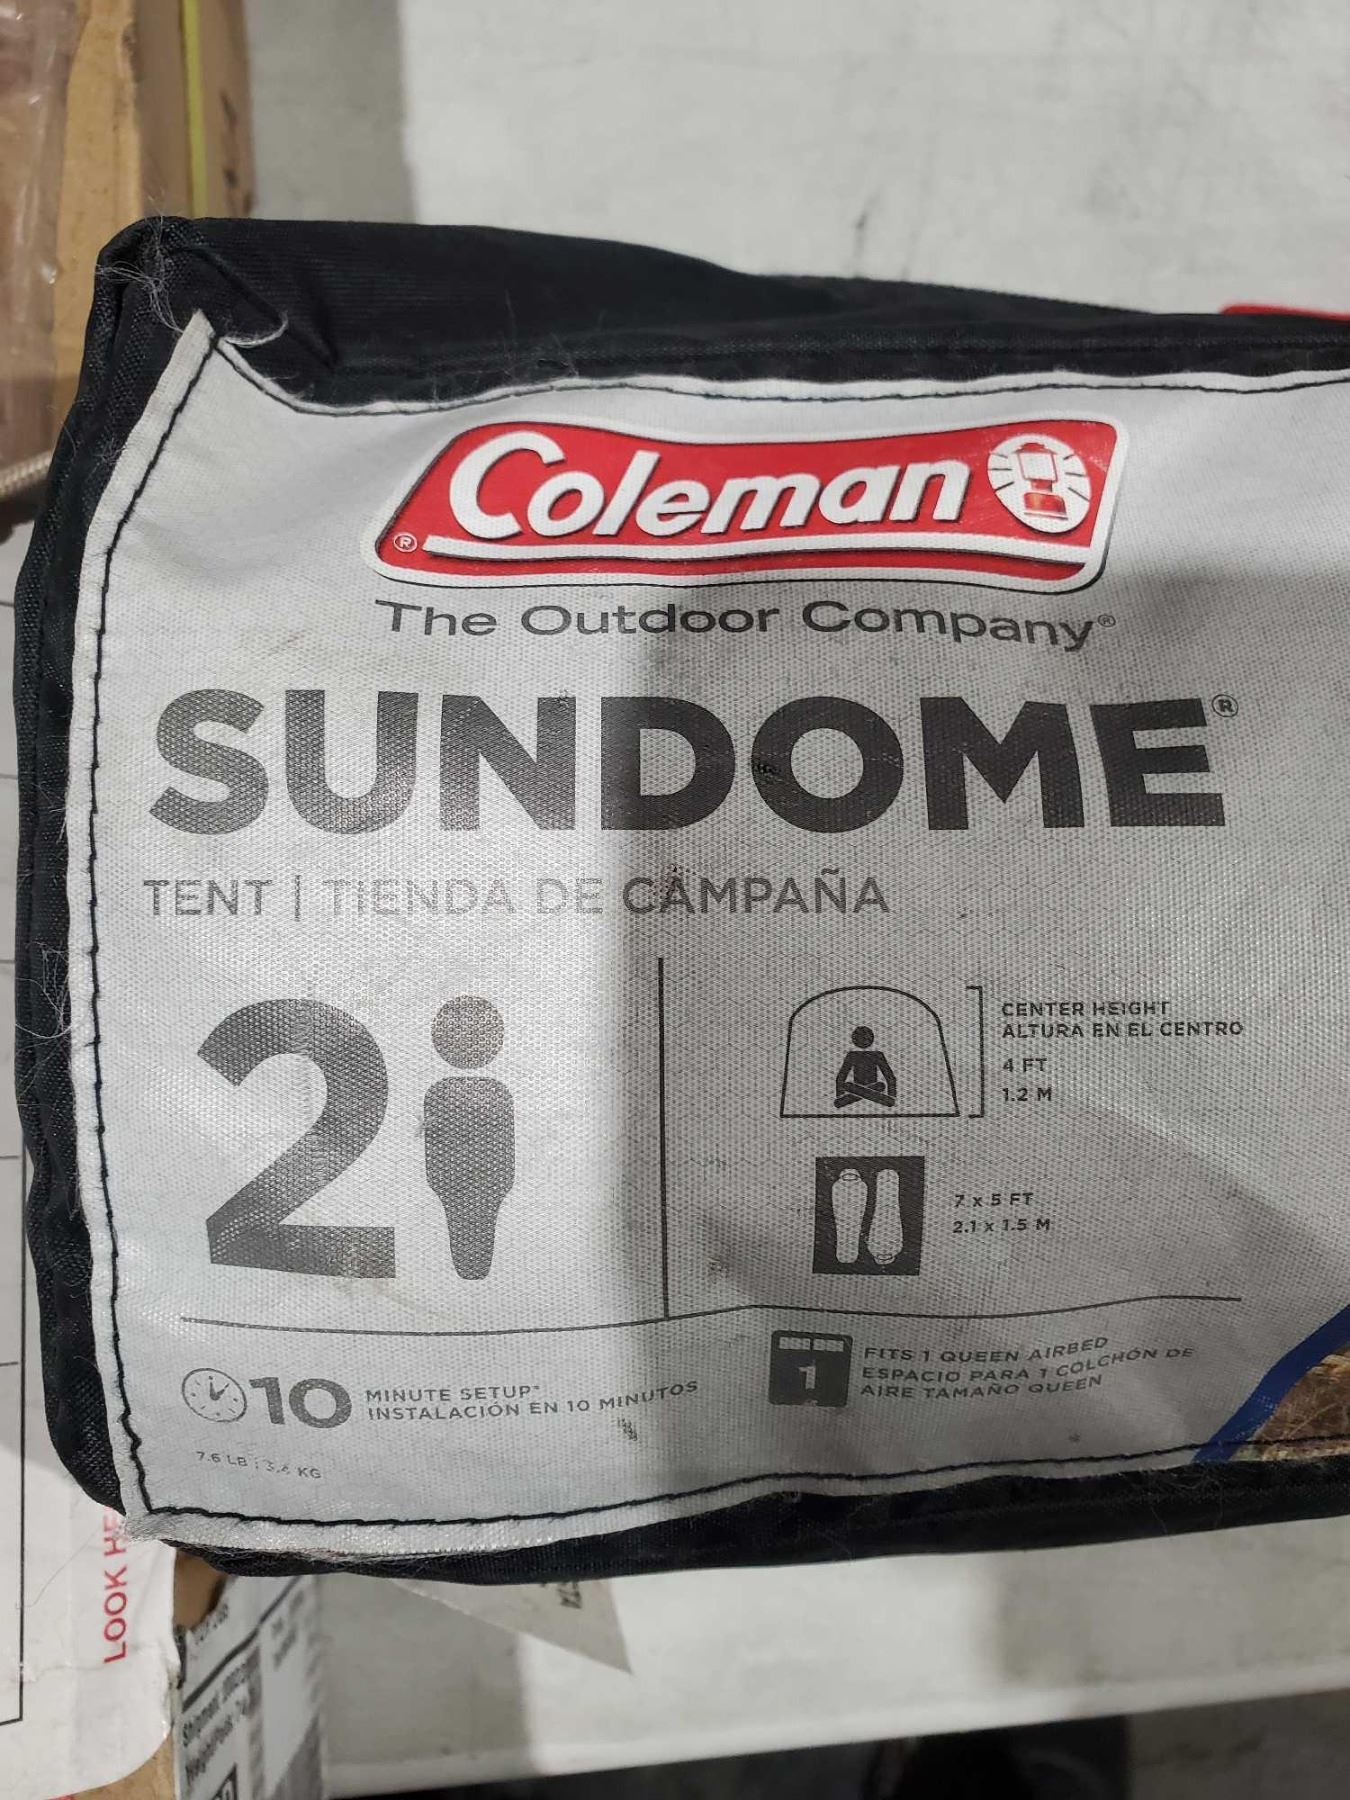 Coleman®
The Outdoor Company®
SUNDOME®
TENT | TIENDA DE CAMPAÑA
2
CENTER HEIGHT
ALTURA EN EL CENTRO
4 FT
1.2 M
7 x 5 FT
2.1 x 1.5 M
10 MINUTE SETUP*
INSTALACIÓN EN 10 MINUTOS
7.6 LB | 3.4 KG
1
FITS 1 QUEEN AIRBED
ESPACIO PARA 1 COLCHÓN DE
AIRE TAMAÑO QUEEN
LOOK